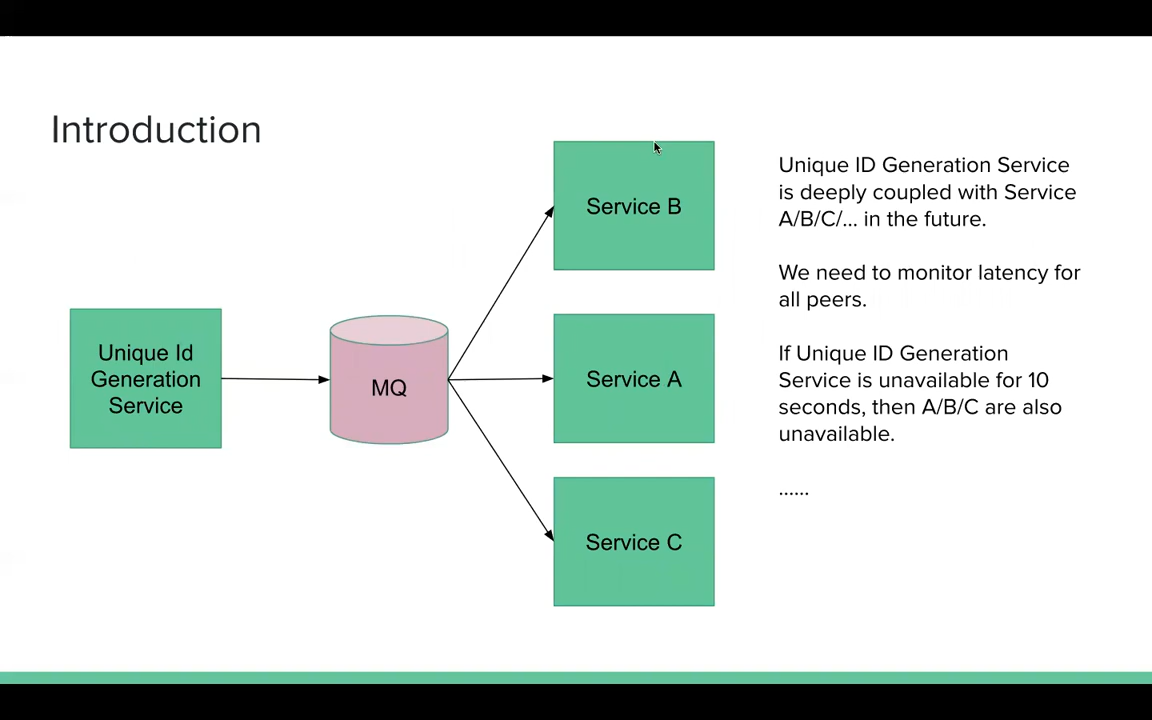 Introduction
Unique Id
Generation
Service
MQ
Service B
Service A
Service C
Unique ID Generation Service
is deeply coupled with Service
A/B/C/... in the future.
We need to monitor latency for
all peers.
If Unique ID Generation
Service is unavailable for 10
seconds, then A/B/C are also
unavailable.
......